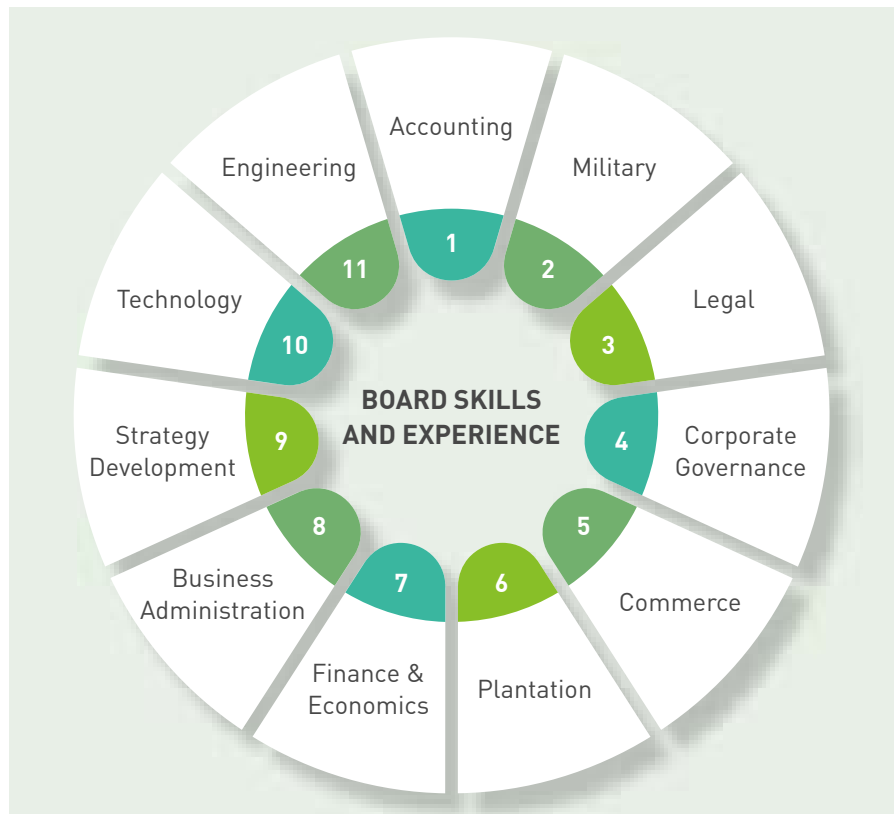 BOARD SKILLS
AND EXPERIENCE
1
Accounting
2
Military
3
Legal
4
Corporate
Governance
5
Commerce
6
Plantation
7
Finance &
Economics
8
Business
Administration
9
Strategy
Development
10
Technology
11
Engineering